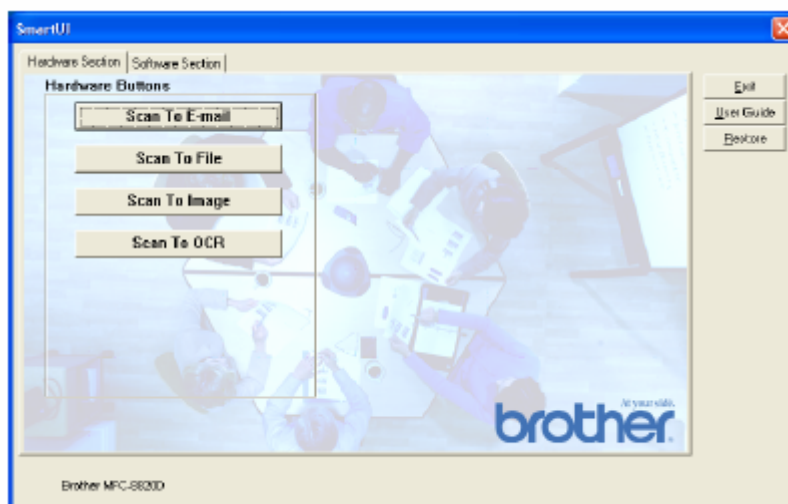 SmartUI
Hardware Section
Software Section
Hardware Buttons
Scan To E-mail
Scan To File
Scan To Image
Scan To OCR
Exit
User Guide
Restore
At your side.
brother
Brother MFC-8820D